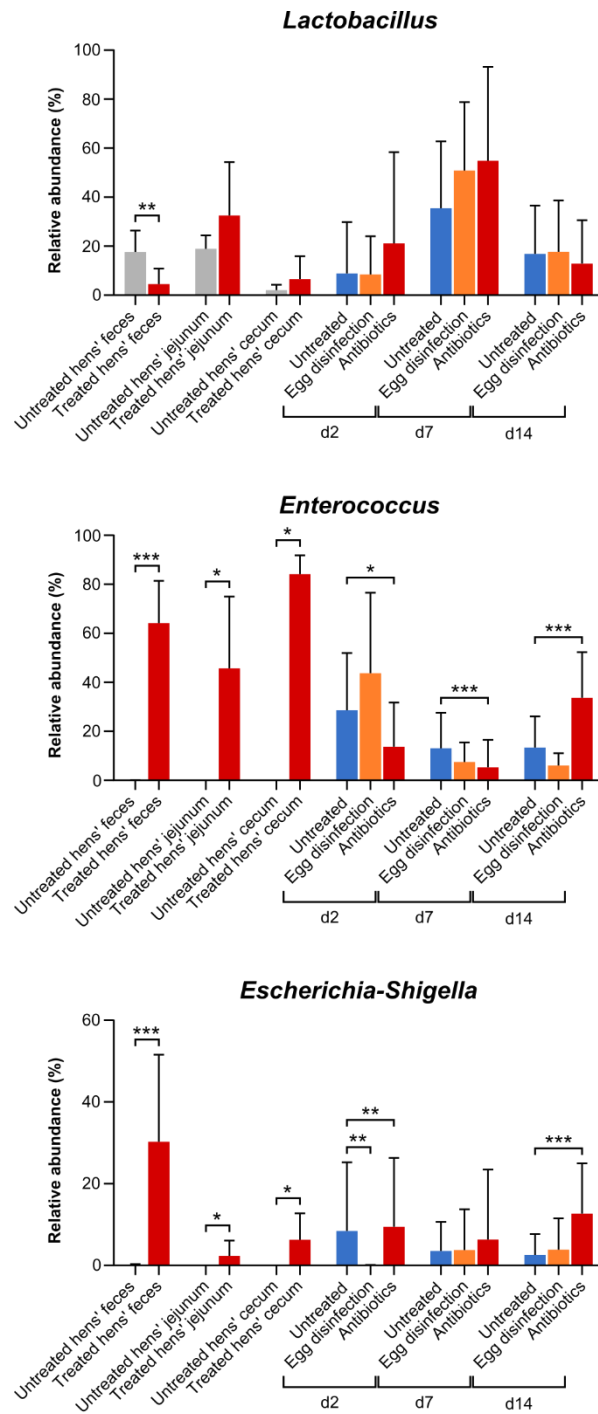 Lactobacillus
Relative abundance (%)
100
80
60
40
20
0
**
Untreated hens' feces
Treated hens' feces
Untreated hens' jejunum
Treated hens' jejunum
Untreated hens' cecum
Treated hens' cecum
Untreated
Egg disinfection
Antibiotics
Untreated
Egg disinfection
Antibiotics
Untreated
Egg disinfection
Antibiotics
d2
d7
d14
Enterococcus
Relative abundance (%)
100
80
60
40
20
0
***
*
*
*
***
***
Untreated hens' feces
Treated hens' feces
Untreated hens' jejunum
Treated hens' jejunum
Untreated hens' cecum
Treated hens' cecum
Untreated
Egg disinfection
Antibiotics
Untreated
Egg disinfection
Antibiotics
Untreated
Egg disinfection
Antibiotics
d2
d7
d14
Escherichia-Shigella
Relative abundance (%)
60
40
20
0
***
*
*
**
**
***
Untreated hens' feces
Treated hens' feces
Untreated hens' jejunum
Treated hens' jejunum
Untreated hens' cecum
Treated hens' cecum
Untreated
Egg disinfection
Antibiotics
Untreated
Egg disinfection
Antibiotics
Untreated
Egg disinfection
Antibiotics
d2
d7
d14